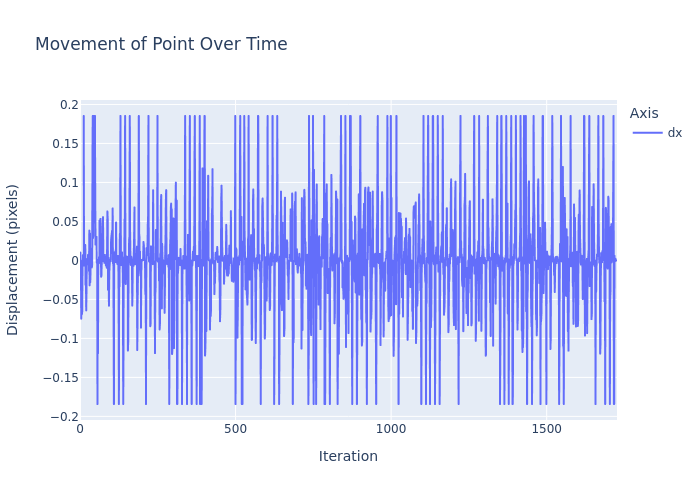 Movement of Point Over Time
Axis
dx
Displacement (pixels)
0.2
0.15
0.1
0.05
0
−0.05
−0.1
−0.15
−0.2
0 500 1000 1500
Iteration